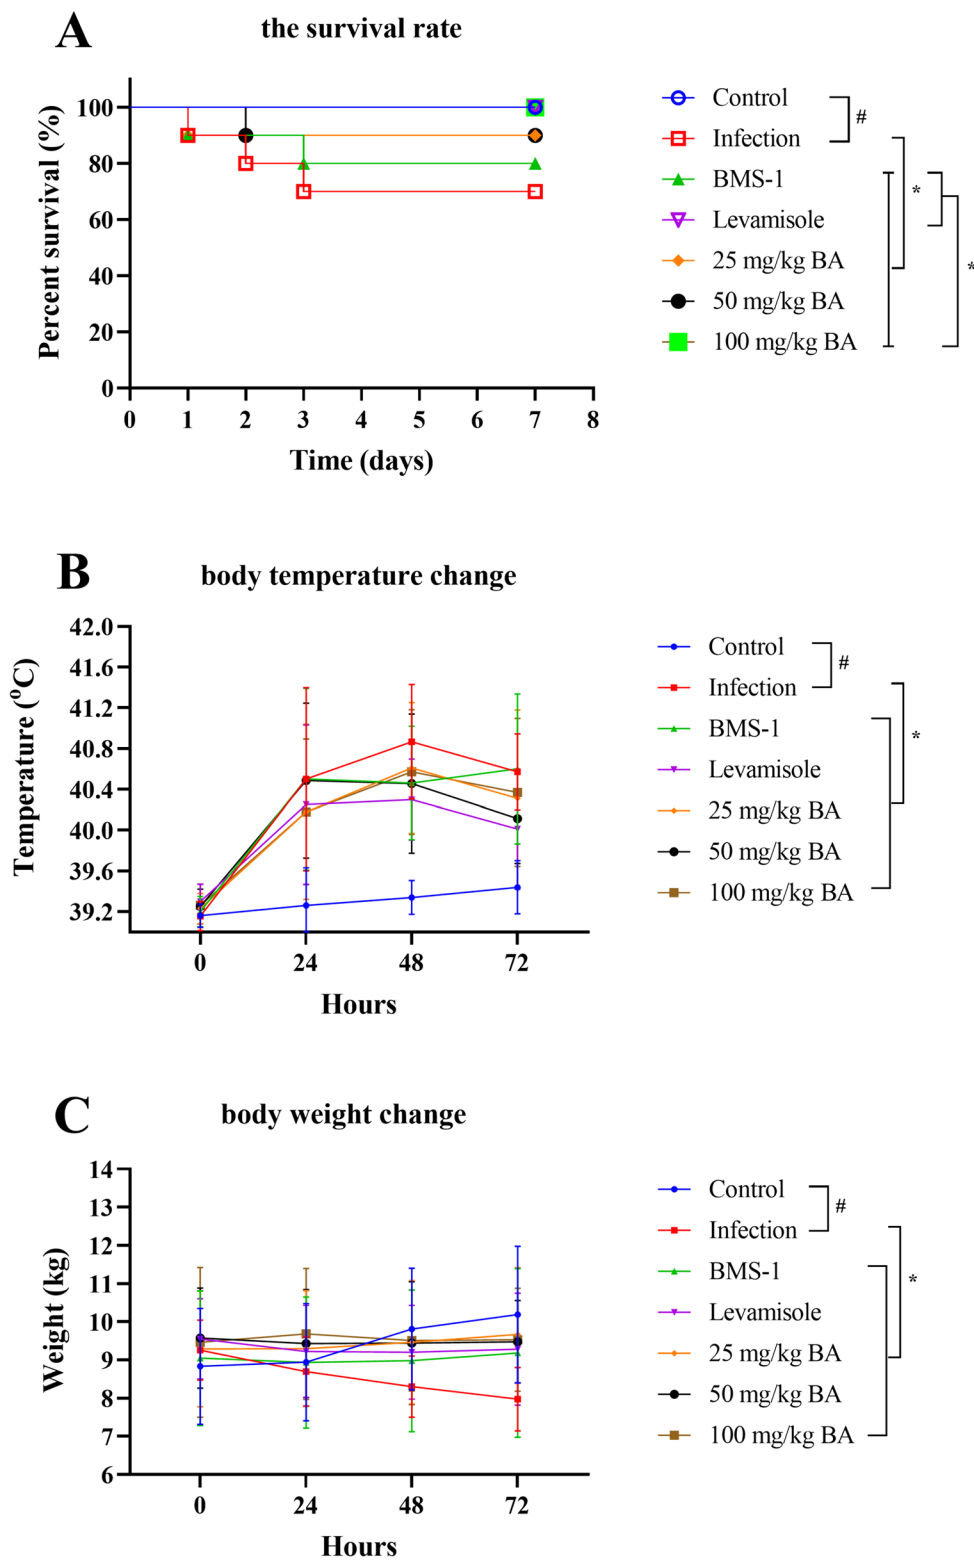 A
the survival rate
Percent survival (%)
100
80
60
40
20
0
0 1 2 3 4 5 6 7 8
Time (days)
Control
Infection
BMS-1
Levamisole
25 mg/kg BA
50 mg/kg BA
100 mg/kg BA
#
*
*
B
body temperature change
Temperature (°C)
42.0
41.6
41.2
40.8
40.4
40.0
39.6
39.2
0 24 48 72
Hours
Control
Infection
BMS-1
Levamisole
25 mg/kg BA
50 mg/kg BA
100 mg/kg BA
#
*
C
body weight change
Weight (kg)
14
13
12
11
10
9
8
7
6
0 24 48 72
Hours
Control
Infection
BMS-1
Levamisole
25 mg/kg BA
50 mg/kg BA
100 mg/kg BA
#
*